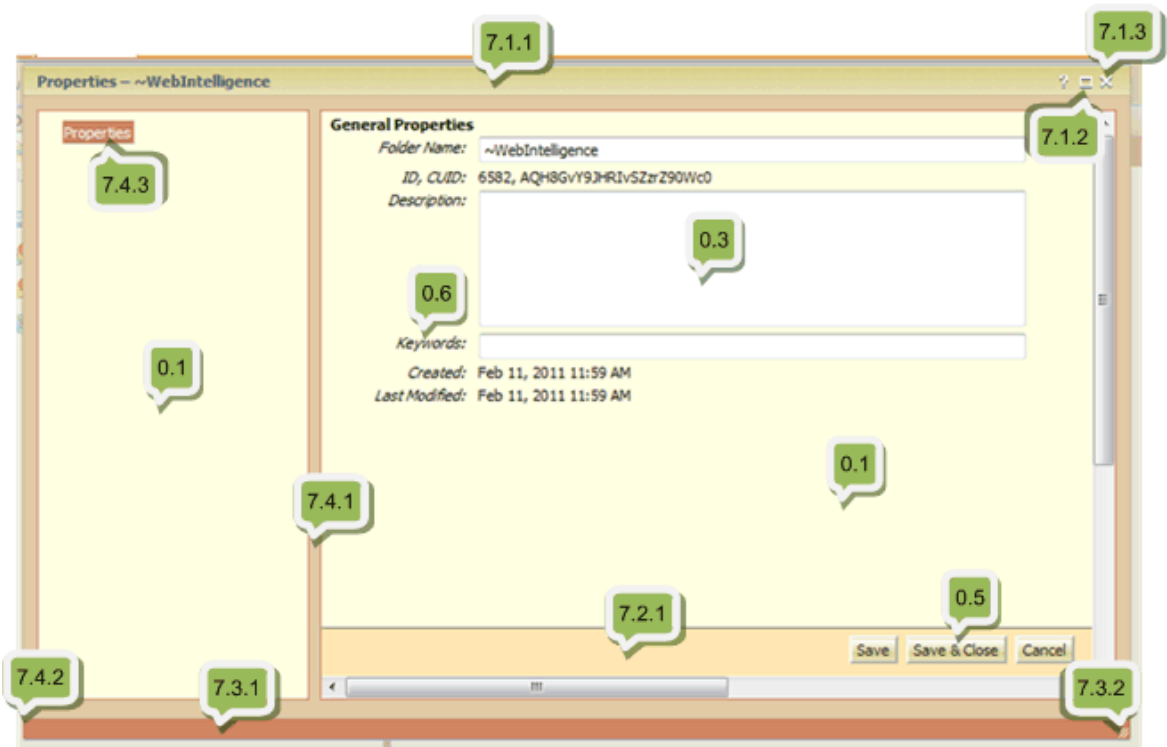 7.1.1
7.1.3
Properties – ~WebIntelligence
?
7.1.2
Properties
7.4.3
General Properties
Folder Name: ~WebIntelligence
ID, CUID: 6582, AQH8GvY9JHRIvSZzrZ90Wc0
Description:
0.3
0.6
Keywords:
0.1
Created: Feb 11, 2011 11:59 AM
Last Modified: Feb 11, 2011 11:59 AM
0.1
7.4.1
0.5
7.2.1
Save Save & Close Cancel
7.4.2
7.3.1
7.3.2